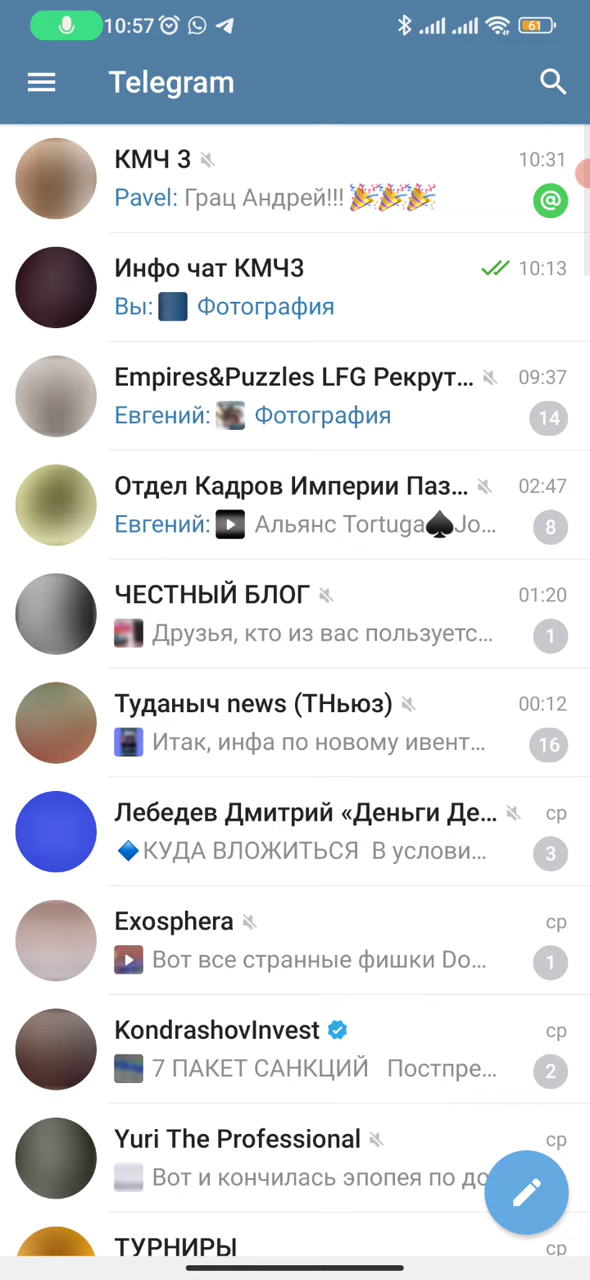 10:57
61
Telegram
КМЧ 3
10:31
Pavel: Грац Андрей!!! 🎉🎉🎉
@
Инфо чат КМЧ3
10:13
Вы: Фотография
Empires&Puzzles LFG Рекрут...
09:37
Евгений: Фотография
14
Отдел Кадров Империи Паз...
02:47
Евгений: Альянс Tortuga♠️Jo...
8
ЧЕСТНЫЙ БЛОГ
01:20
Друзья, кто из вас пользуетс...
1
Туданыч news (ТНьюз)
00:12
Итак, инфа по новому ивент...
16
Лебедев Дмитрий «Деньги Де...
ср
🔷КУДА ВЛОЖИТЬСЯ В услови...
3
Exosphera
ср
Вот все странные фишки Do...
1
KondrashovInvest
ср
7 ПАКЕТ САНКЦИЙ Постпре...
2
Yuri The Professional
ср
Вот и кончилась эпопея по до
ТУРНИРЫ
ср